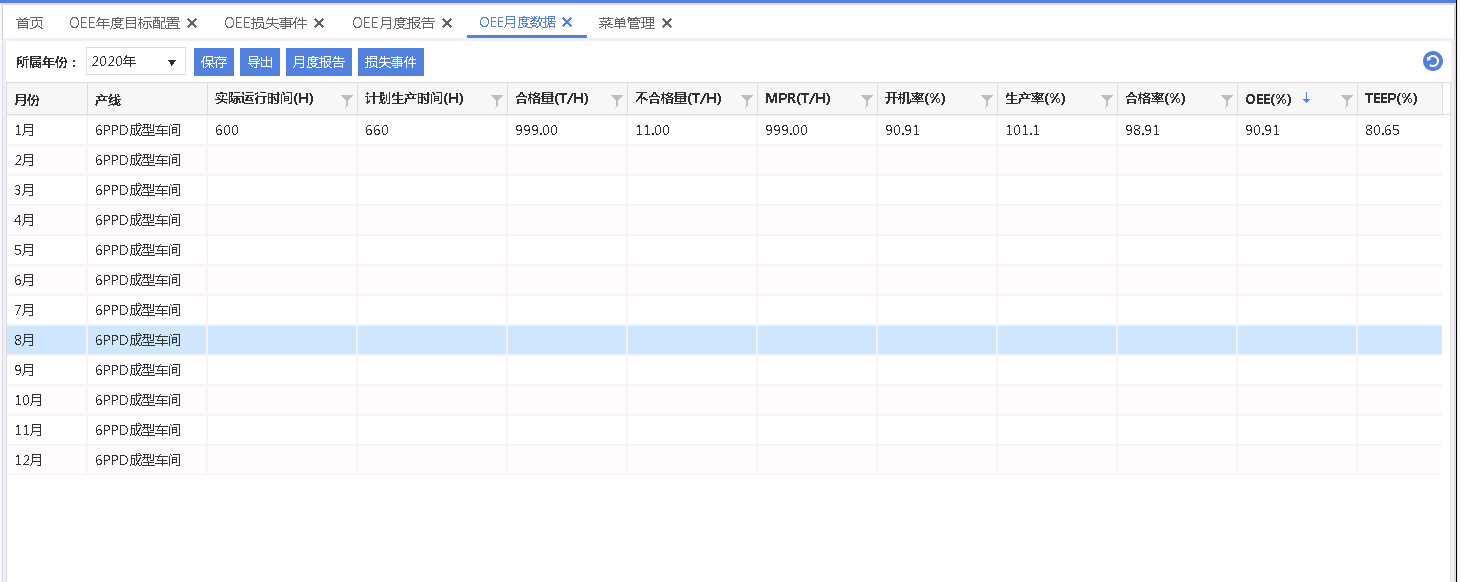 首页 OEE年度目标配置 OEE损失事件 OEE月度报告 OEE月度数据 菜单管理
所属年份： 2020年 保存 导出 月度报告 损失事件
月份 产线 实际运行时间(H) 计划生产时间(H) 合格量(T/H) 不合格量(T/H) MPR(T/H) 开机率(%) 生产率(%) 合格率(%) OEE(%) TEEP(%)
1月 6PPD成型车间 600 660 999.00 11.00 999.00 90.91 101.1 98.91 90.91 80.65
2月 6PPD成型车间
3月 6PPD成型车间
4月 6PPD成型车间
5月 6PPD成型车间
6月 6PPD成型车间
7月 6PPD成型车间
8月 6PPD成型车间
9月 6PPD成型车间
10月 6PPD成型车间
11月 6PPD成型车间
12月 6PPD成型车间